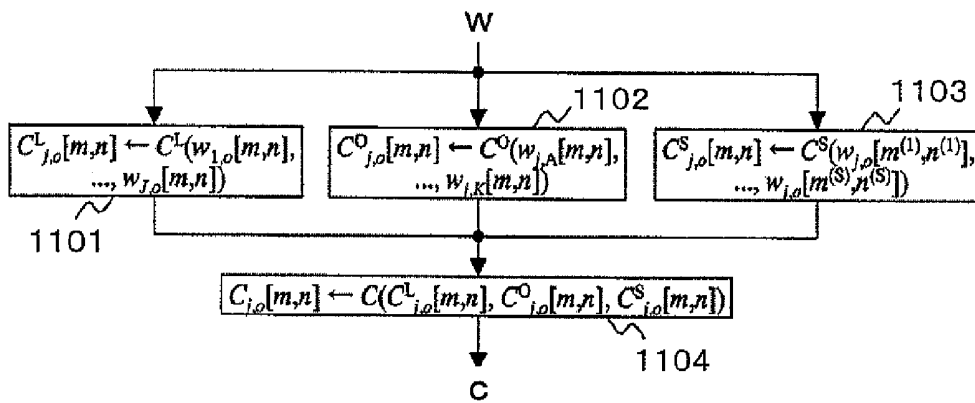 w
1102
1103
C^L_{j,o}[m,n] ← C^L(w_{1,o}[m,n],
..., w_{J,o}[m,n])
C^O_{j,o}[m,n] ← C^O(w_{j,A}[m,n],
..., w_{j,K}[m,n])
C^S_{j,o}[m,n] ← C^S(w_{j,o}[m^{(1)},n^{(1)}],
..., w_{j,o}[m^{(S)},n^{(S)}])
1101
C_{j,o}[m,n] ← C(C^L_{j,o}[m,n], C^O_{j,o}[m,n], C^S_{j,o}[m,n])
1104
c